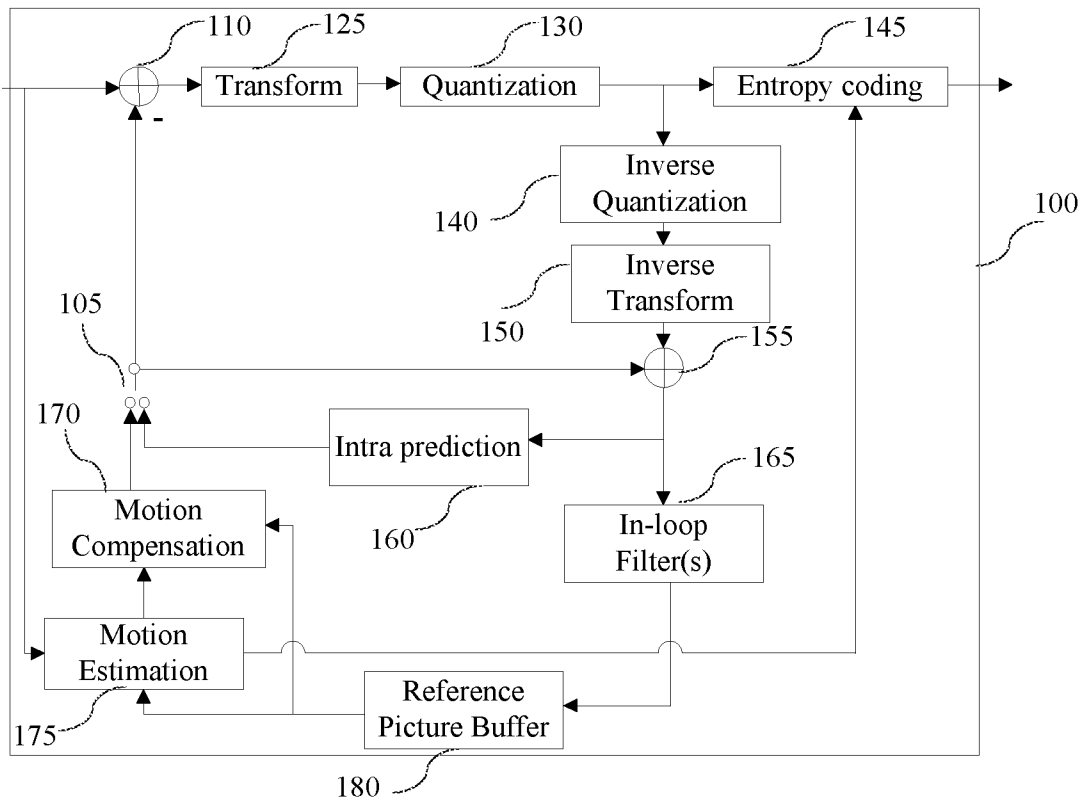 110
125
130
145
Transform
Quantization
Entropy coding
-
Inverse
Quantization
140
100
Inverse
Transform
105
150
155
170
Intra prediction
165
Motion
Compensation
160
In-loop
Filter(s)
Motion
Estimation
Reference
Picture Buffer
175
180